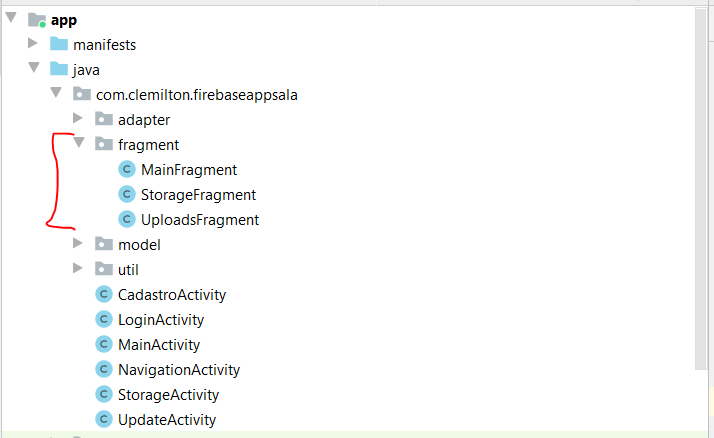 app
manifests
java
com.clemilton.firebaseappsala
adapter
fragment
C MainFragment
C StorageFragment
C UploadsFragment
model
util
C CadastroActivity
C LoginActivity
C MainActivity
C NavigationActivity
C StorageActivity
C UpdateActivity